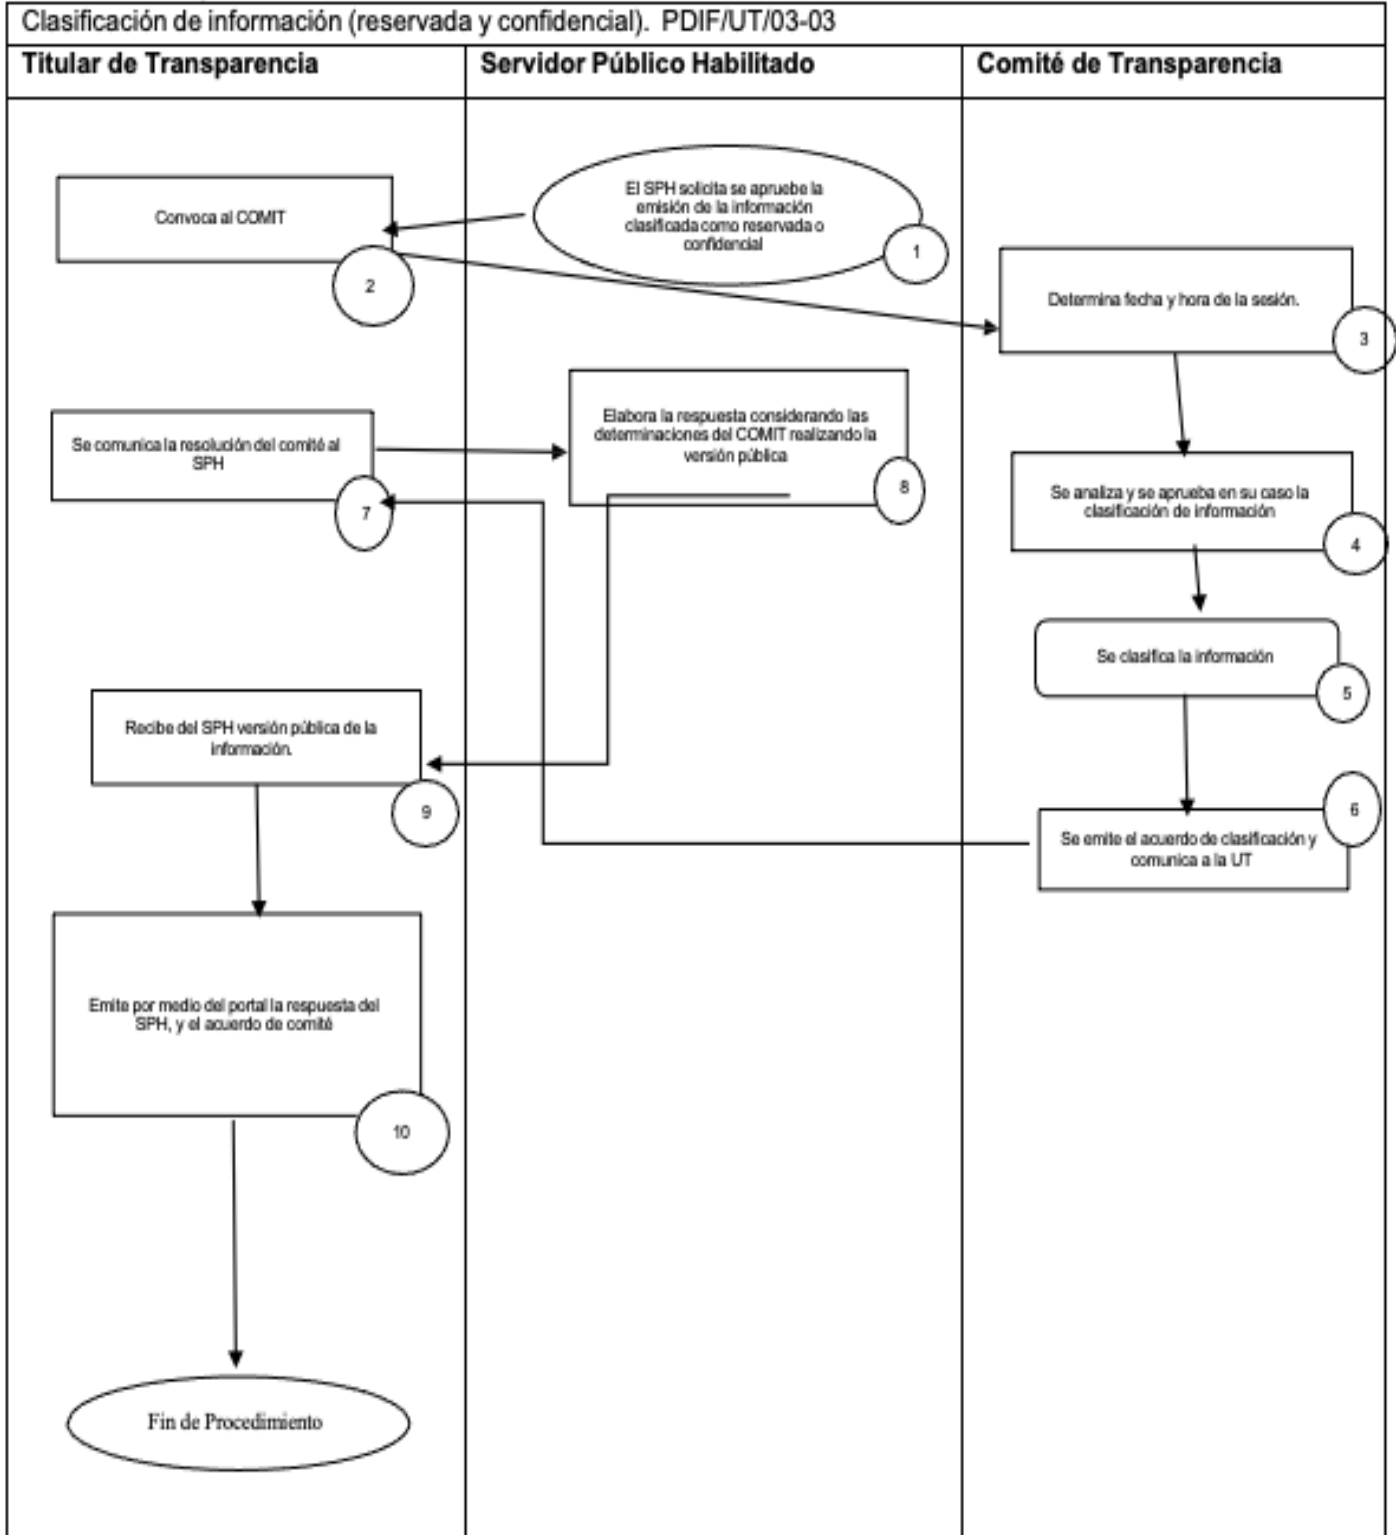 Clasificación de información (reservada y confidencial). PDIF/UT/03-03
Titular de Transparencia
Servidor Público Habilitado
Comité de Transparencia
El SPH solicita se apruebe la
emisión de la información
clasificada como reservada o
confidencial
1
Convoca al COMIT
2
Determina fecha y hora de la sesión.
3
Se analiza y se aprueba en su caso la
clasificación de información
4
Se clasifica la información
5
Se emite el acuerdo de clasificación y
comunica a la UT
6
Se comunica la resolución del comité al
SPH
7
Elabora la respuesta considerando las
determinaciones del COMIT realizando la
versión pública
8
Recibe del SPH versión pública de la
información.
9
Emite por medio del portal la respuesta del
SPH, y el acuerdo de comité
10
Fin de Procedimiento